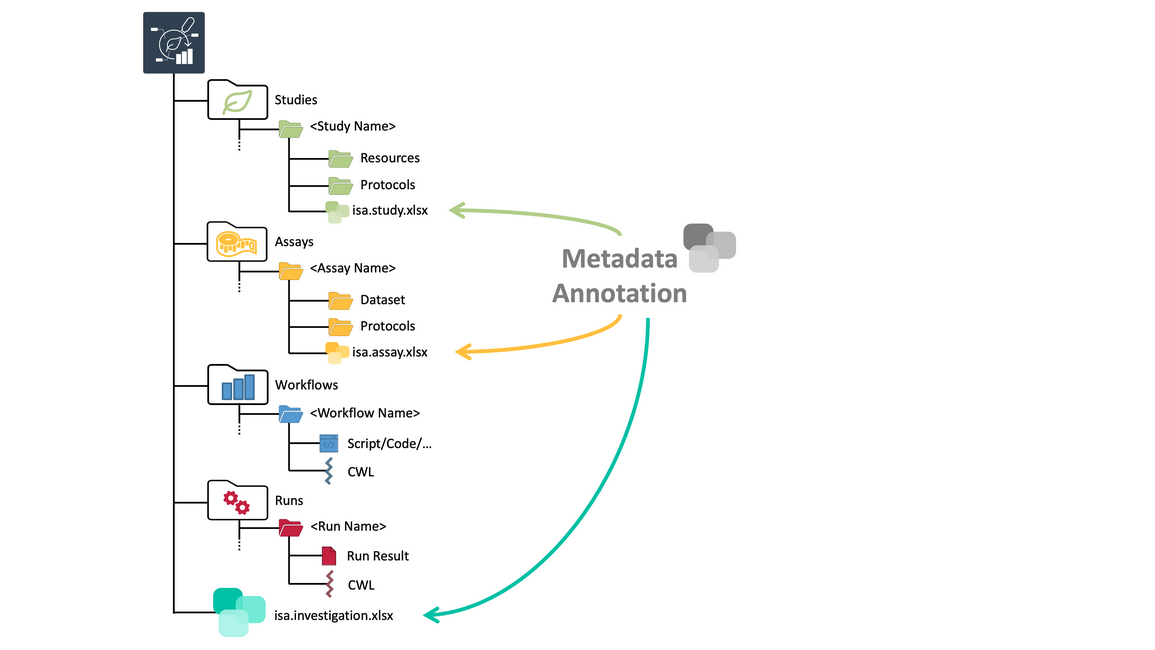 Studies
<Study Name>
Resources
Protocols
isa.study.xlsx
Assays
<Assay Name>
Dataset
Protocols
isa.assay.xlsx
Workflows
<Workflow Name>
Script/Code/...
CWL
Runs
<Run Name>
Run Result
CWL
isa.investigation.xlsx
Metadata
Annotation